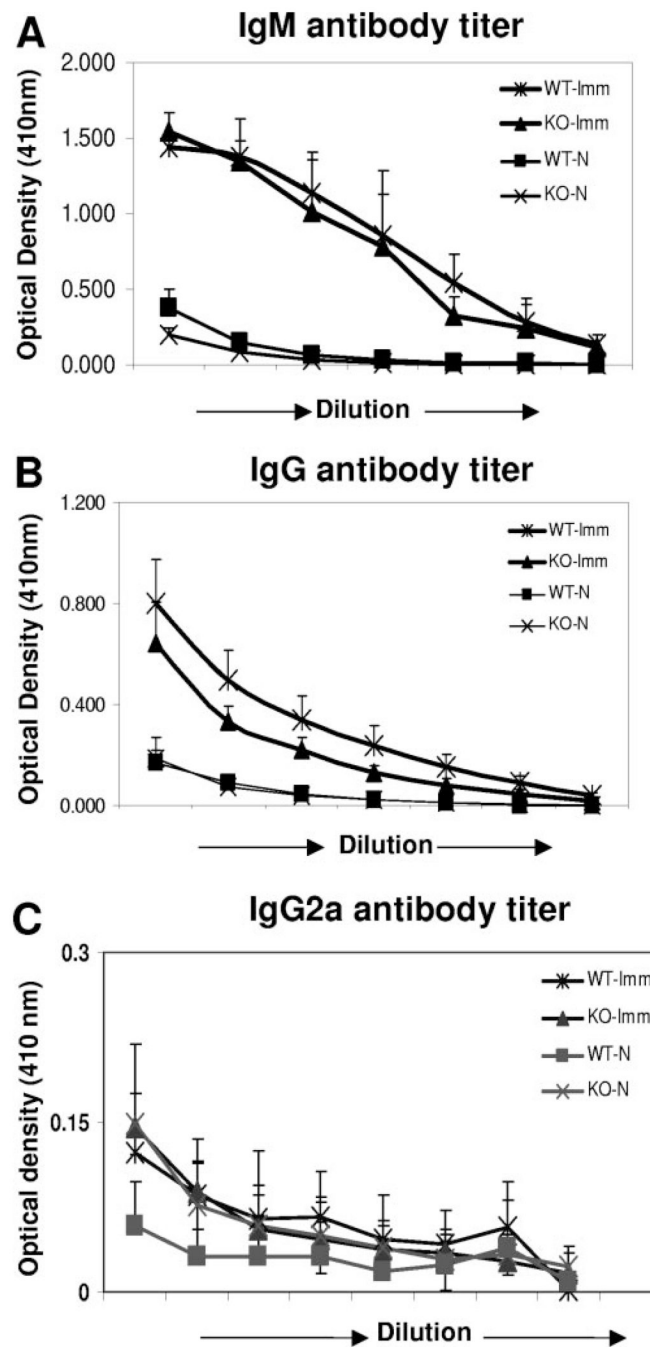 A
IgM antibody titer
2.000
1.500
1.000
0.500
0.000
Optical Density (410nm)
WT-Imm
KO-Imm
WT-N
KO-N
Dilution
B
IgG antibody titer
1.200
0.800
0.400
0.000
Optical Density (410nm)
WT-Imm
KO-Imm
WT-N
KO-N
Dilution
C
IgG2a antibody titer
0.3
0.15
0
Optical density (410 nm)
WT-Imm
KO-Imm
WT-N
KO-N
Dilution